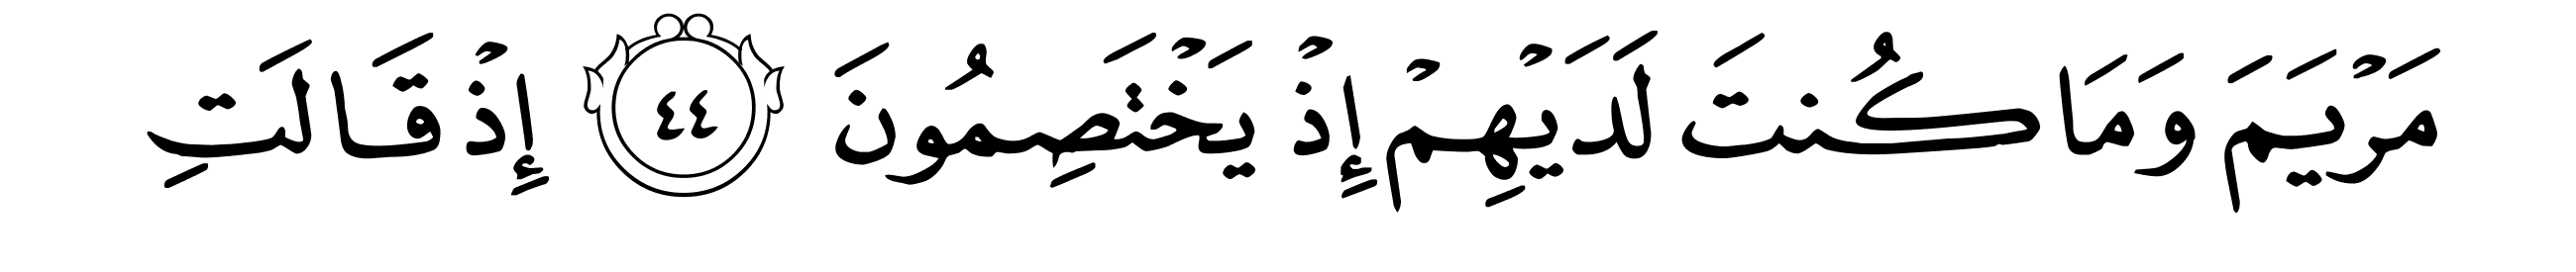 مَرْيَمَ وَمَا كُنتَ لَدَيْهِمْ إِذْ يَخْتَصِمُونَ ٤٤ إِذْ قَالَتِ